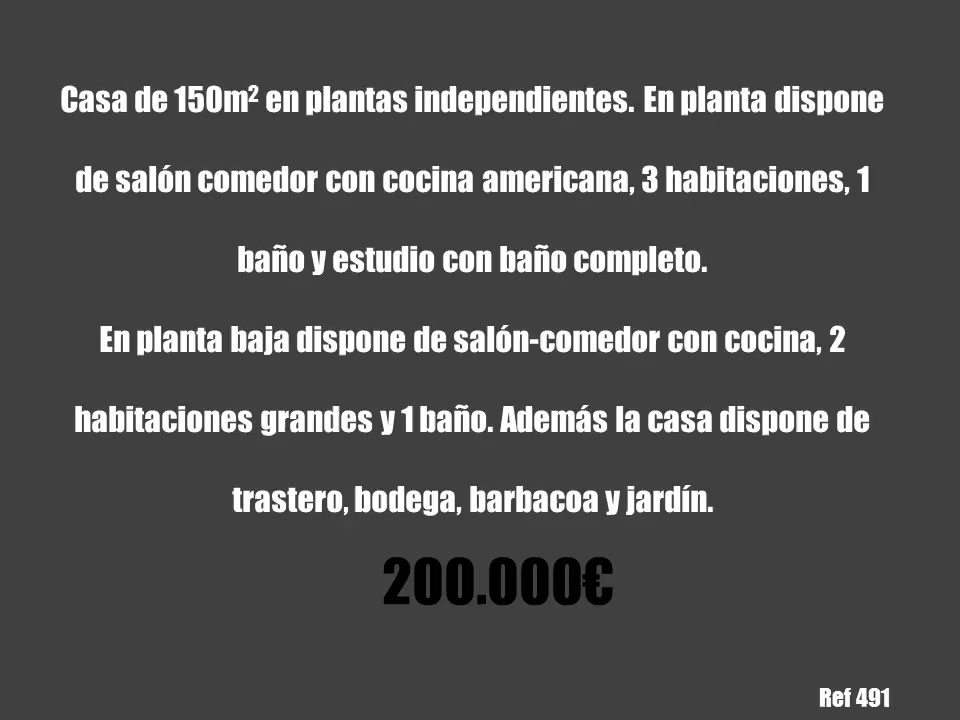 Casa de 150m² en plantas independientes. En planta dispone
de salón comedor con cocina americana, 3 habitaciones, 1
baño y estudio con baño completo.
En planta baja dispone de salón-comedor con cocina, 2
habitaciones grandes y 1 baño. Además la casa dispone de
trastero, bodega, barbacoa y jardín.
200.000€
Ref 491